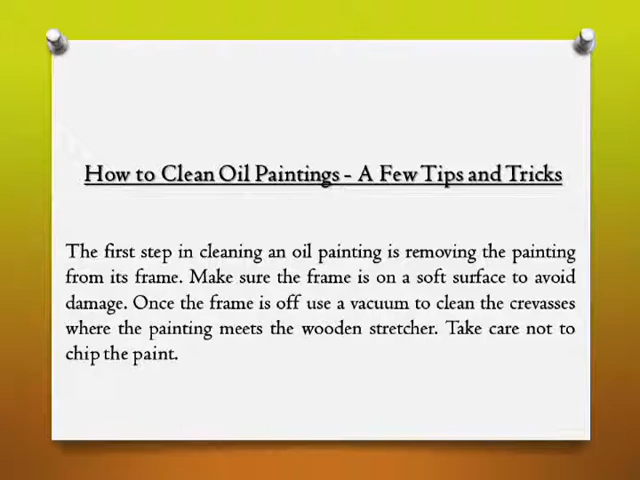 How to Clean Oil Paintings - A Few Tips and Tricks
The first step in cleaning an oil painting is removing the painting
from its frame. Make sure the frame is on a soft surface to avoid
damage. Once the frame is off use a vacuum to clean the crevasses
where the painting meets the wooden stretcher. Take care not to
chip the paint.